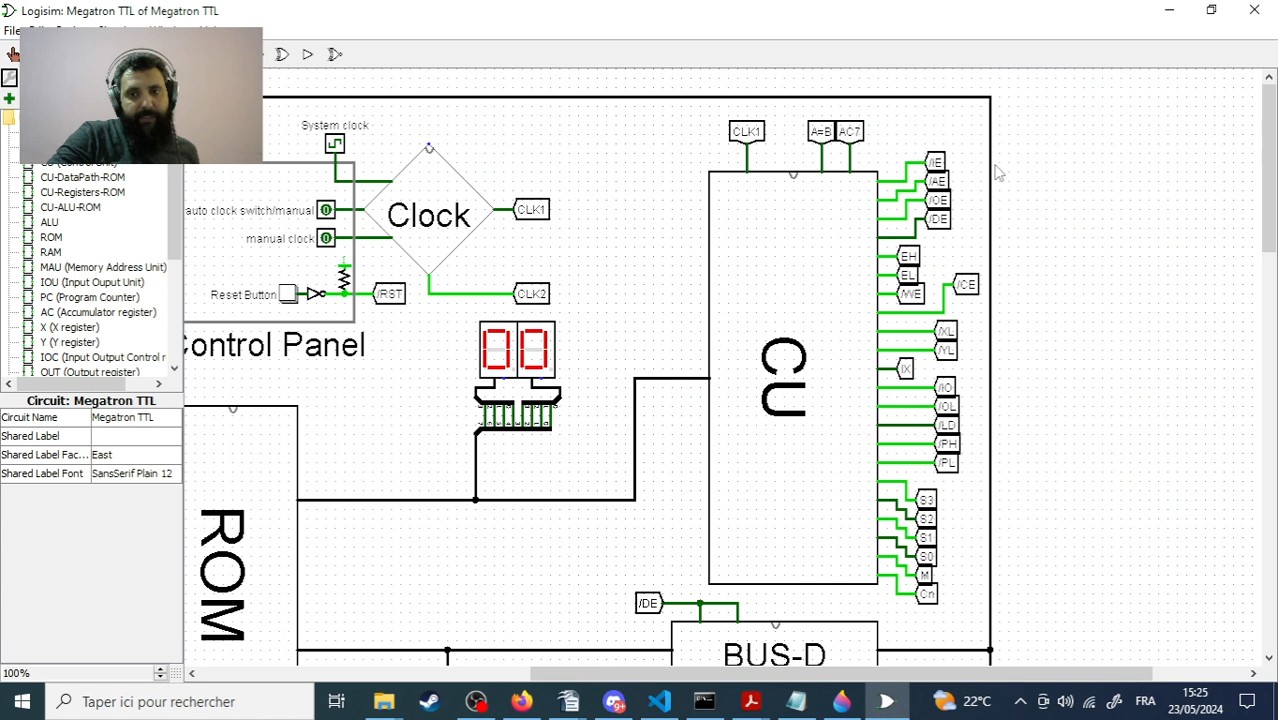 Logisim: Megatron TTL of Megatron TTL
File
CU-DataPath-ROM
CU-Registers-ROM
CU-ALU-ROM
ALU
ROM
RAM
MAU (Memory Address Unit)
IOU (Input Ouput Unit)
PC (Program Counter)
AC (Accumulator register)
X (X register)
Y (Y register)
IOC (Input Output Control r
OUT (Output register)
Circuit: Megatron TTL
Circuit Name Megatron TTL
Shared Label
Shared Label Fac... East
Shared Label Font SansSerif Plain 12
100%
System clock
auto clock switch/manual
manual clock
Reset Button
/RST
Control Panel
Clock
CLK1
CLK2
00
ROM
CLK1
A=B
AC7
CU
/IE
/AE
/OE
/DE
EH
EL
/WE
/CE
/XL
/YL
IX
/IO
/OL
/LD
/PH
/PL
S3
S2
S1
S0
M
Cn
/DE
BUS-D
Taper ici pour rechercher
22°C
FRA
15:25
23/05/2024